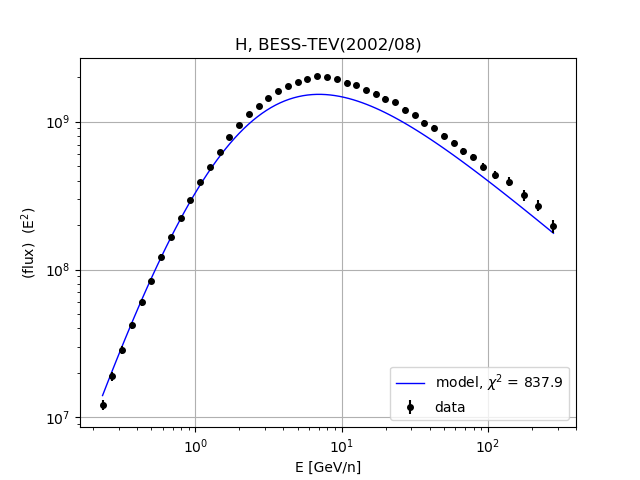 H, BESS-TEV(2002/08)
(flux) (E²)
10⁹
10⁸
10⁷
10⁰
10¹
10²
E [GeV/n]
model, χ² = 837.9
data